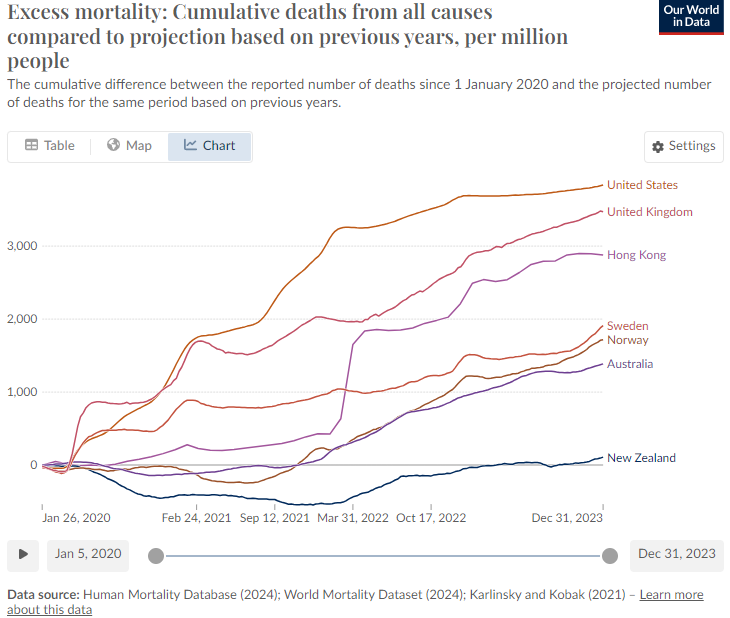 Excess mortality: Cumulative deaths from all causes
compared to projection based on previous years, per million
people
Our World
in Data
The cumulative difference between the reported number of deaths since 1 January 2020 and the projected number
of deaths for the same period based on previous years.
Table
Map
Chart
Settings
United States
United Kingdom
3,000
Hong Kong
2,000
Sweden
Norway
Australia
1,000
0
New Zealand
Jan 26, 2020
Feb 24, 2021
Sep 12, 2021
Mar 31, 2022
Oct 17, 2022
Dec 31, 2023
Jan 5, 2020
Dec 31, 2023
Data source: Human Mortality Database (2024); World Mortality Dataset (2024); Karlinsky and Kobak (2021) – Learn more
about this data